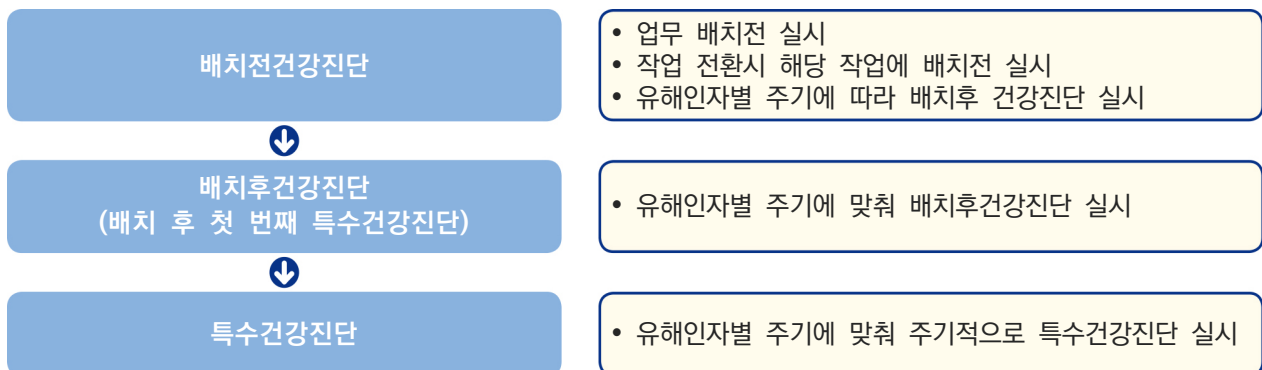 배치전건강진단
• 업무 배치전 실시
• 작업 전환시 해당 작업에 배치전 실시
• 유해인자별 주기에 따라 배치후 건강진단 실시
배치후건강진단
(배치 후 첫 번째 특수건강진단)
• 유해인자별 주기에 맞춰 배치후건강진단 실시
특수건강진단
• 유해인자별 주기에 맞춰 주기적으로 특수건강진단 실시